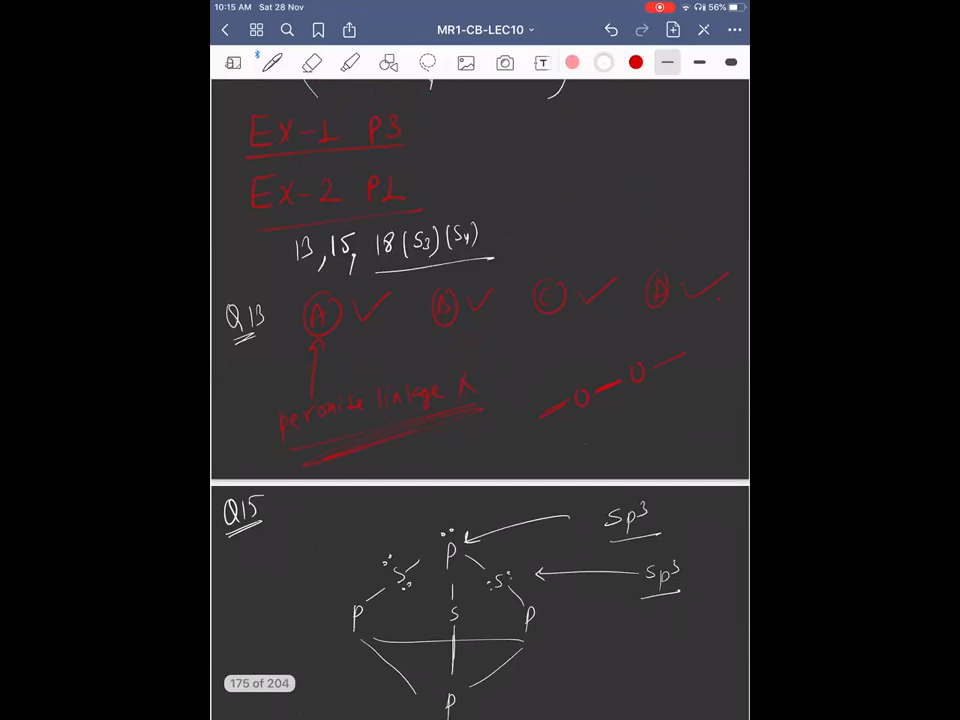 10:15 AM Sat 28 Nov 56%
MR1-CB-LEC10
T
Ex-1 P3
Ex-2 P1
13, 15, 18 (S3) (S4)
Q13 A ✓ B ✓ C ✓ D ✓
peroxite linkage X
-O-O-
Q15
P Sp³
S S Sp³
P S P
P
175 of 204